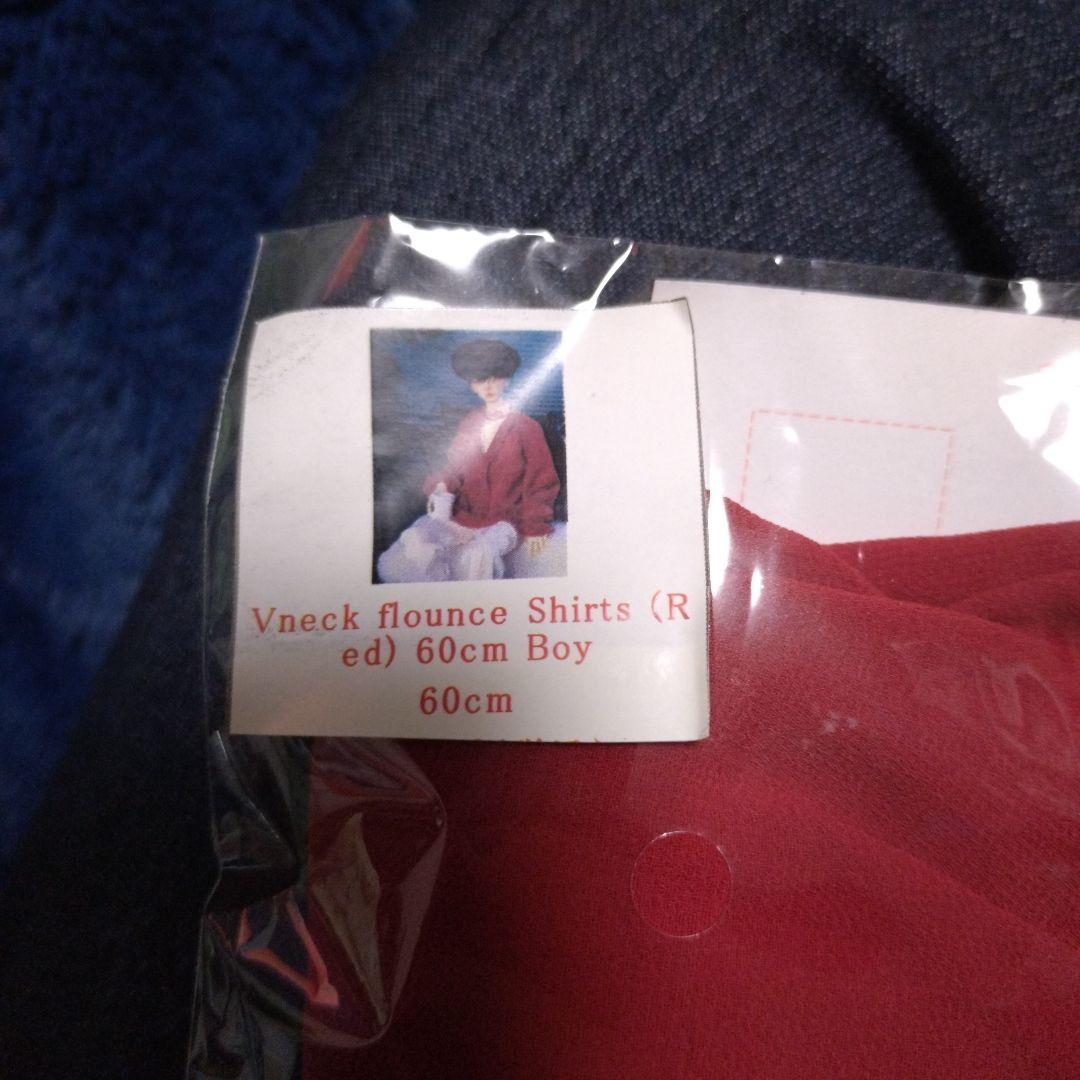 Vneck flounce Shirts (R
ed) 60cm Boy
60cm